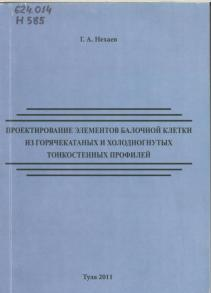 624.014
Н 585
Г. А. Нехаев
ПРОЕКТИРОВАНИЕ ЭЛЕМЕНТОВ БАЛОЧНОЙ КЛЕТКИ
ИЗ ГОРЯЧЕКАТАНЫХ И ХОЛОДНОГНУТЫХ
ТОНКОСТЕННЫХ ПРОФИЛЕЙ
Тула 2011